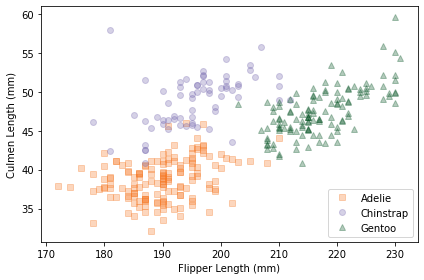 60
55
50
45
40
35
Culmen Length (mm)
170
180
190
200
210
220
230
Flipper Length (mm)
Adelie
Chinstrap
Gentoo